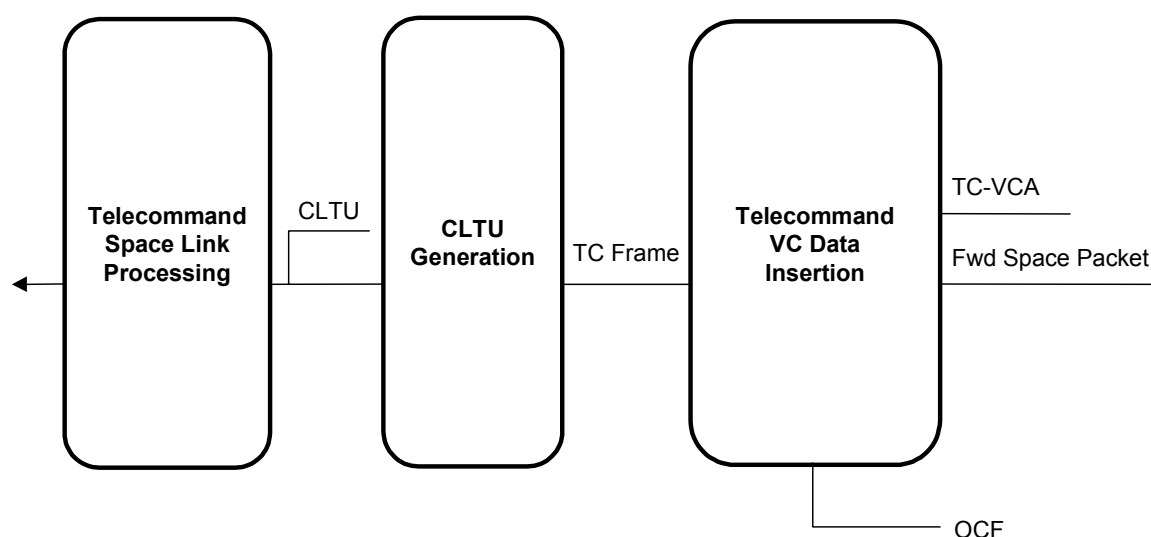 Telecommand
Space Link
Processing
CLTU
CLTU
Generation
TC Frame
Telecommand
VC Data
Insertion
TC-VCA
Fwd Space Packet
OCF